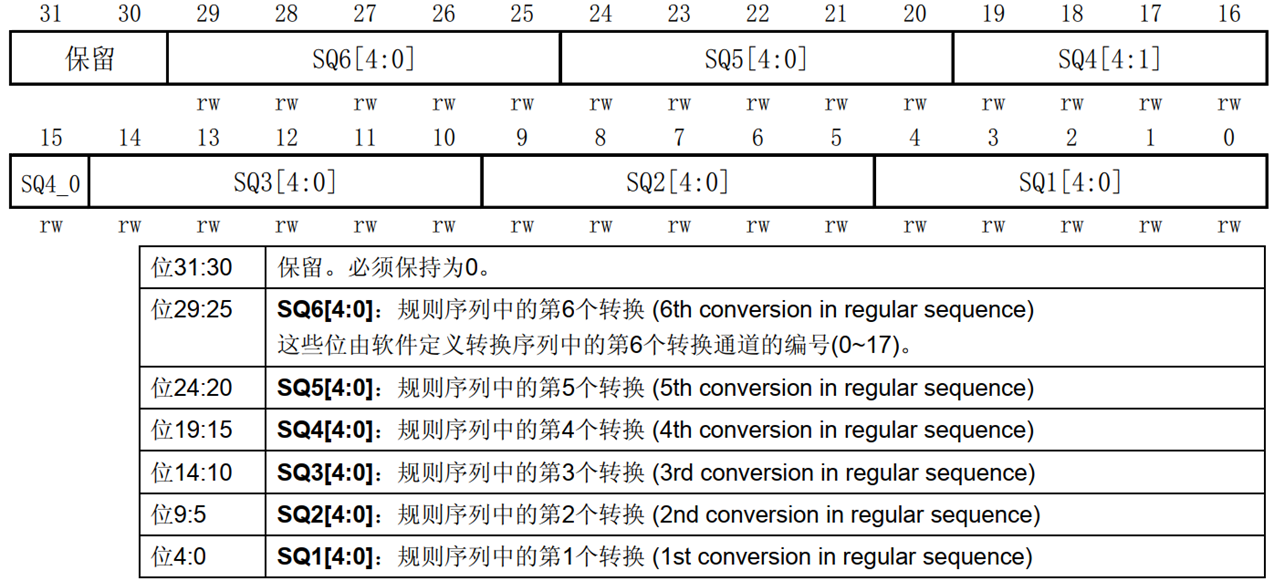 31 30 29 28 27 26 25 24 23 22 21 20 19 18 17 16
保留 SQ6[4:0] SQ5[4:0] SQ4[4:1]
rw rw rw rw rw rw rw rw rw rw rw rw rw rw
15 14 13 12 11 10 9 8 7 6 5 4 3 2 1 0
SQ4_0 SQ3[4:0] SQ2[4:0] SQ1[4:0]
rw rw rw rw rw rw rw rw rw rw rw rw rw rw rw rw
位31:30 保留。必须保持为0。
位29:25 SQ6[4:0]：规则序列中的第6个转换 (6th conversion in regular sequence)
这些位由软件定义转换序列中的第6个转换通道的编号(0~17)。
位24:20 SQ5[4:0]：规则序列中的第5个转换 (5th conversion in regular sequence)
位19:15 SQ4[4:0]：规则序列中的第4个转换 (4th conversion in regular sequence)
位14:10 SQ3[4:0]：规则序列中的第3个转换 (3rd conversion in regular sequence)
位9:5 SQ2[4:0]：规则序列中的第2个转换 (2nd conversion in regular sequence)
位4:0 SQ1[4:0]：规则序列中的第1个转换 (1st conversion in regular sequence)